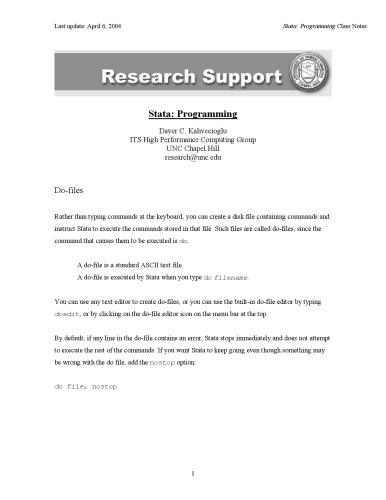 Last update: April 6, 2004
Stata: Programming Class Notes
Research Support
Stata: Programming
Daver C. Kahvecioglu
ITS High Performance Computing Group
UNC Chapel Hill
research@unc.edu
Do-files
Rather than typing commands at the keyboard, you can create a disk file containing commands and
instruct Stata to execute the commands stored in that file. Such files are called do-files, since the
command that causes them to be executed is do.
A do-file is a standard ASCII text file.
A do-file is executed by Stata when you type do filename.
You can use any text editor to create do-files, or you can use the built-in do-file editor by typing
doedit, or by clicking on the do-file editor icon on the menu bar at the top.
By default, if any line in the do-file contains an error, Stata stops immediately and does not attempt
to execute the rest of the commands. If you want Stata to keep going even though something may
be wrong with the do file, add the nostop option:
do file, nostop
1